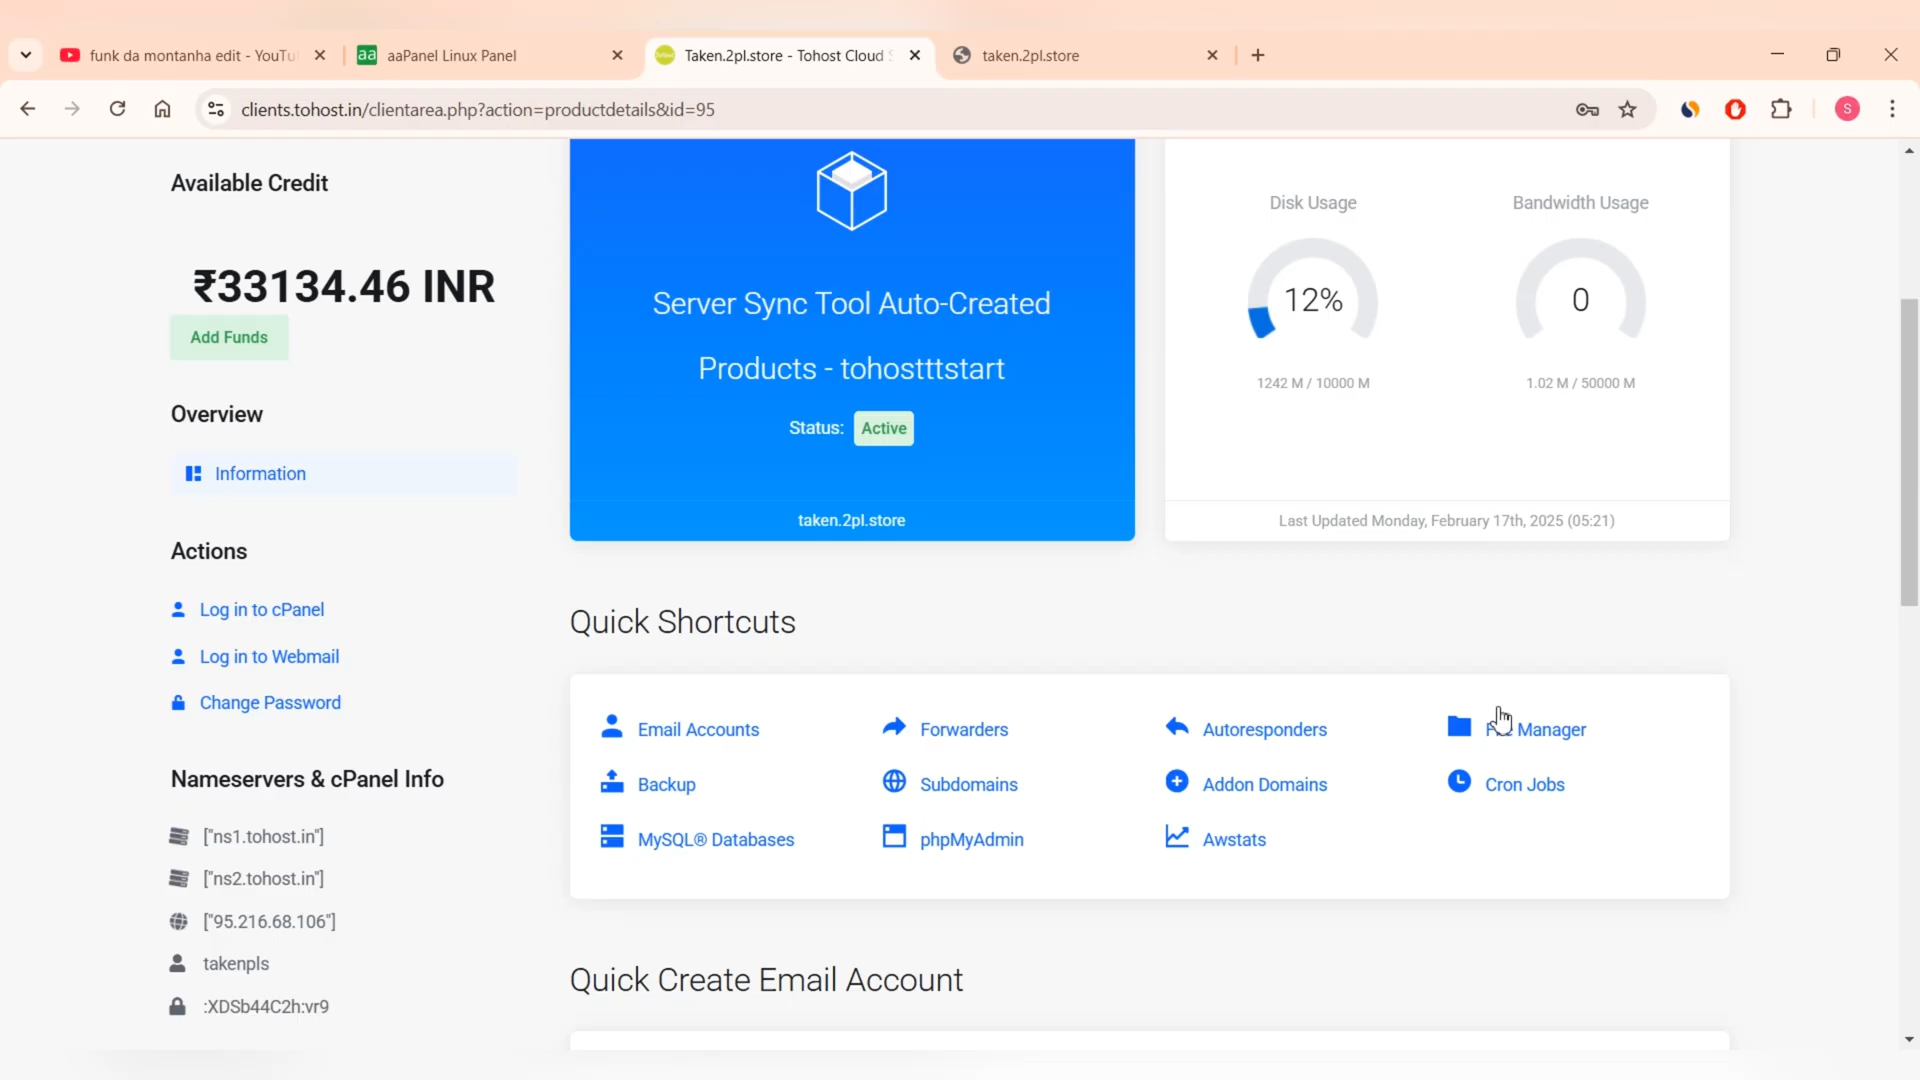 funk da montanha edit - YouTu
aaPanel Linux Panel
Taken.2pl.store - Tohost Cloud S
taken.2pl.store
clients.tohost.in/clientarea.php?action=productdetails&id=95
S
Available Credit
₹33134.46 INR
Add Funds
Overview
Information
Actions
Log in to cPanel
Log in to Webmail
Change Password
Nameservers & cPanel Info
["ns1.tohost.in"]
["ns2.tohost.in"]
["95.216.68.106"]
takenpls
:XDSb44C2h:vr9
Server Sync Tool Auto-Created
Products - tohostttstart
Status: Active
taken.2pl.store
Disk Usage
12%
1242 M / 10000 M
Bandwidth Usage
0
1.02 M / 50000 M
Last Updated Monday, February 17th, 2025 (05:21)
Quick Shortcuts
Email Accounts
Forwarders
Autoresponders
Manager
Backup
Subdomains
Addon Domains
Cron Jobs
MySQL® Databases
phpMyAdmin
Awstats
Quick Create Email Account